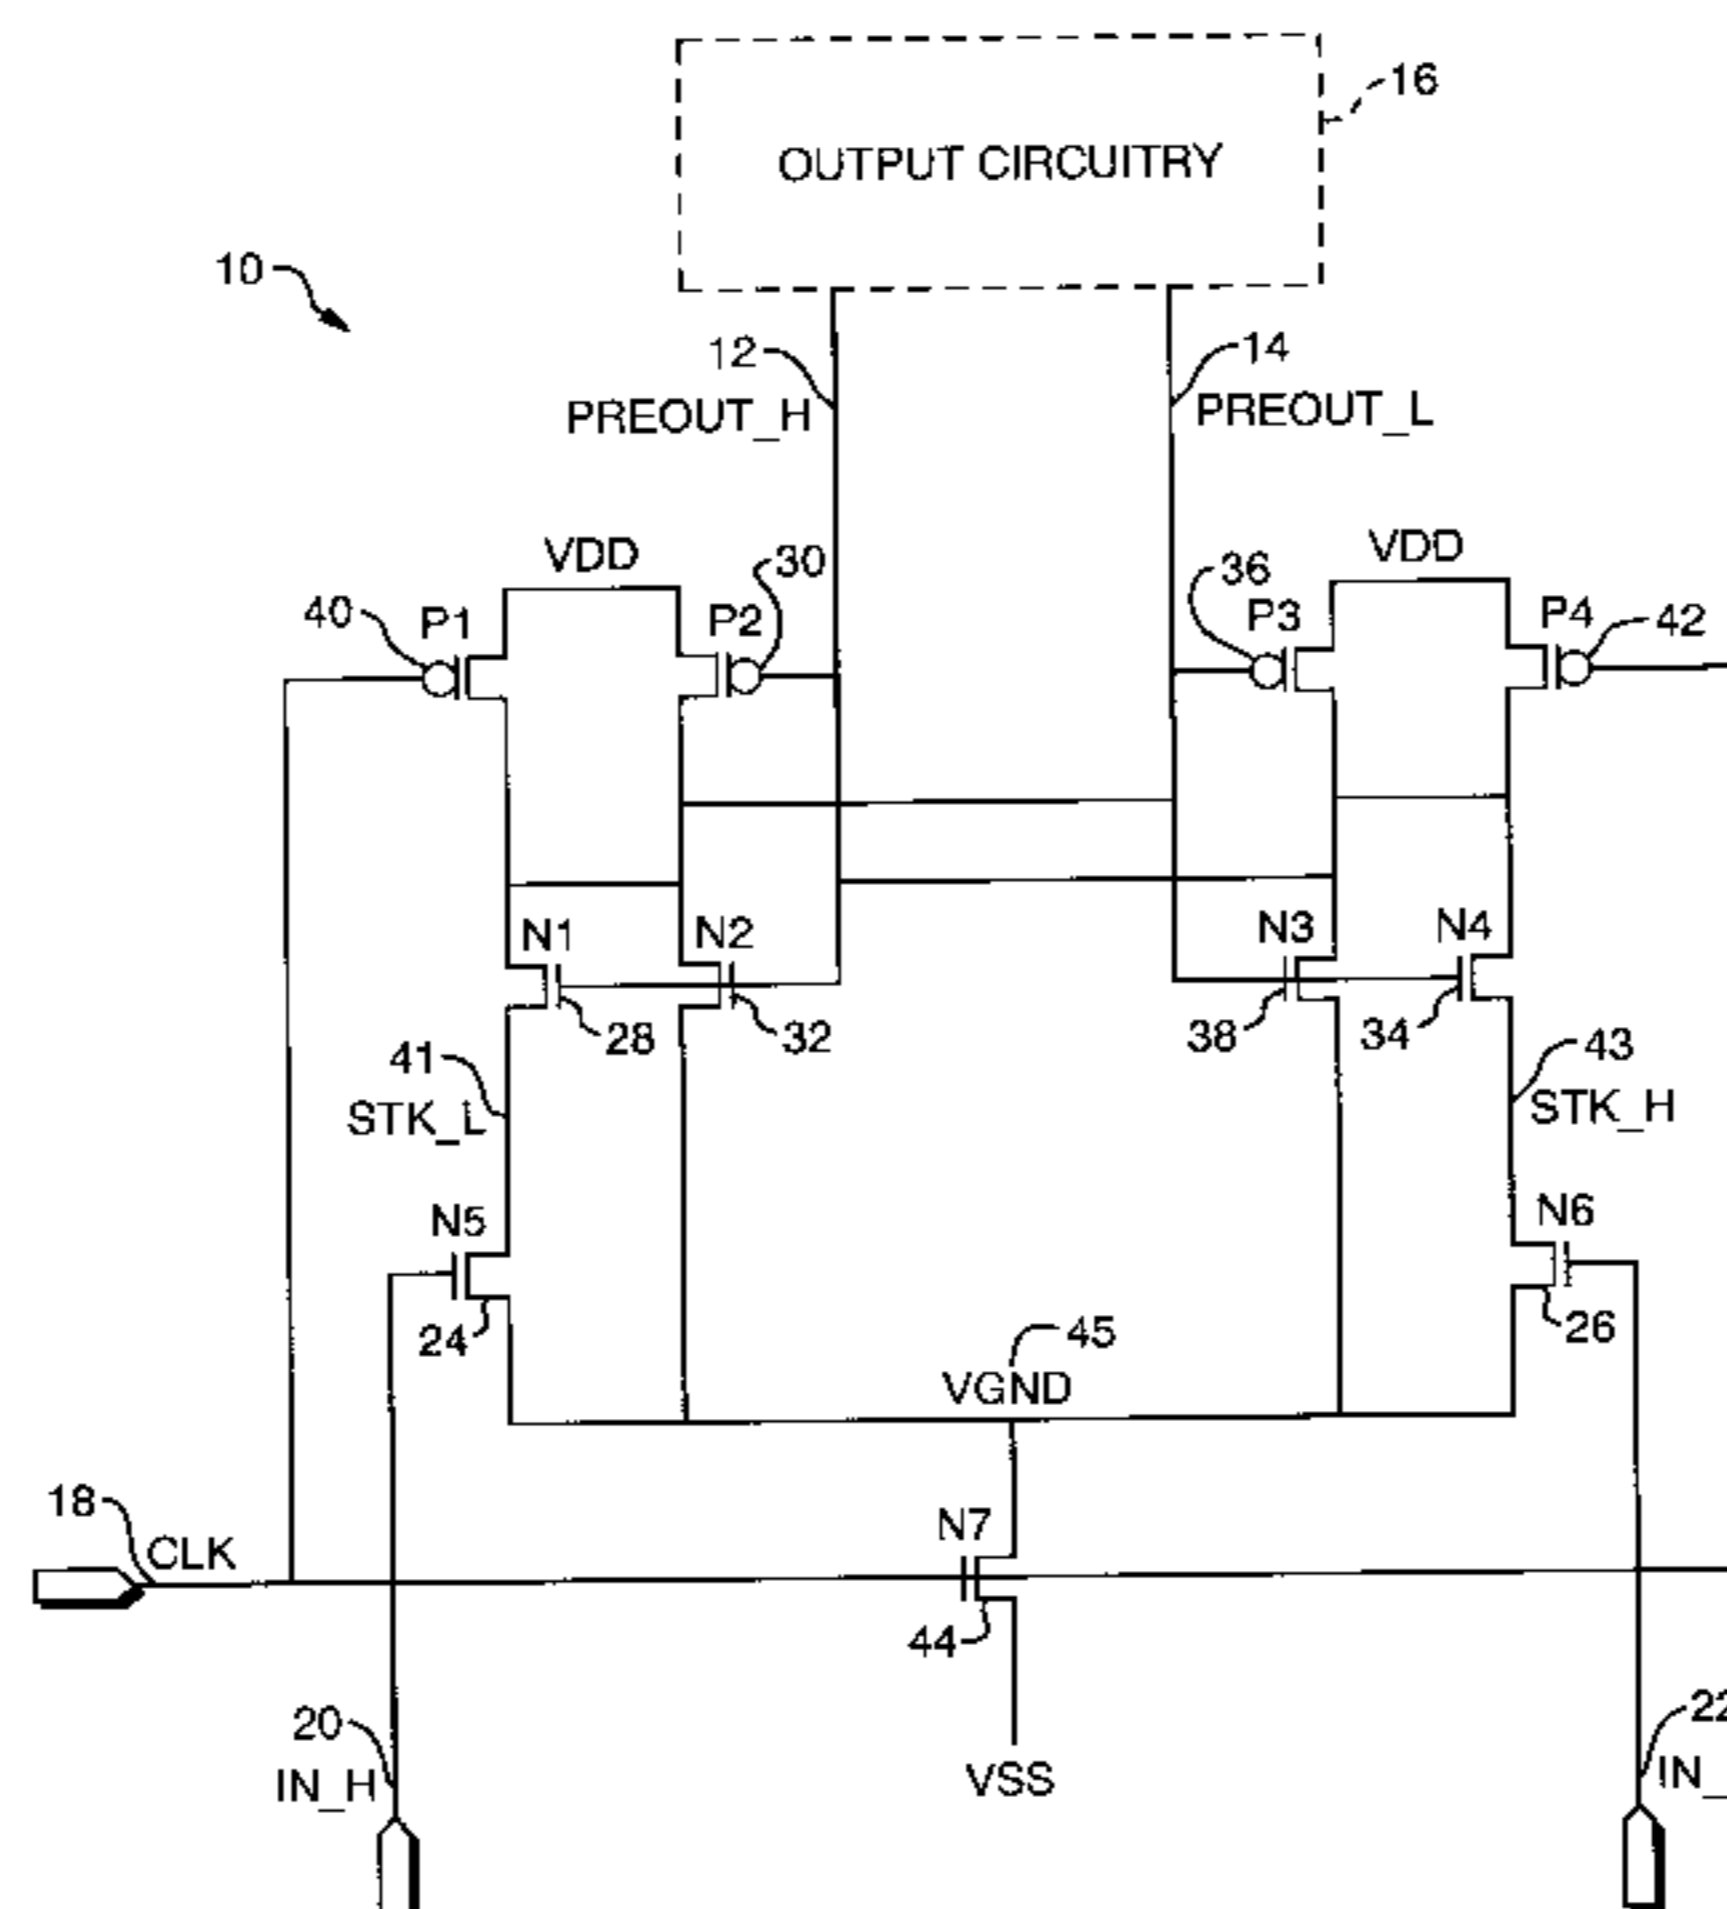 OUTPUT CIRCUITRY
16
10
12
14
PREOUT_H
PREOUT_L
VDD
VDD
30
36
40
P1
P2
P3
P4
42
N1
N2
N3
N4
28
32
38
34
41
43
STK_L
STK_H
N5
N6
24
26
45
VGND
18
CLK
N7
44
20
22
IN_H
IN_
VSS